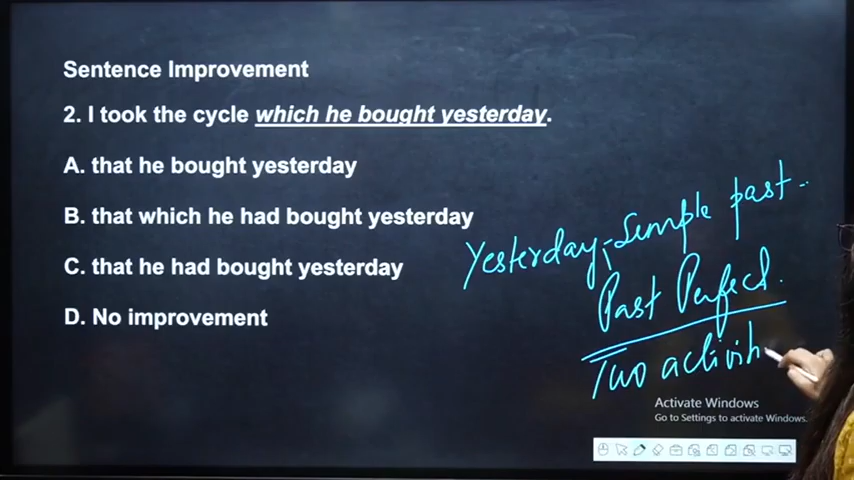 Sentence Improvement
2. I took the cycle which he bought yesterday.
A. that he bought yesterday
B. that which he had bought yesterday
C. that he had bought yesterday
D. No improvement
Yesterday, Simple past
Past Perfect.
Two activit
Activate Windows
Go to Settings to activate Windows.